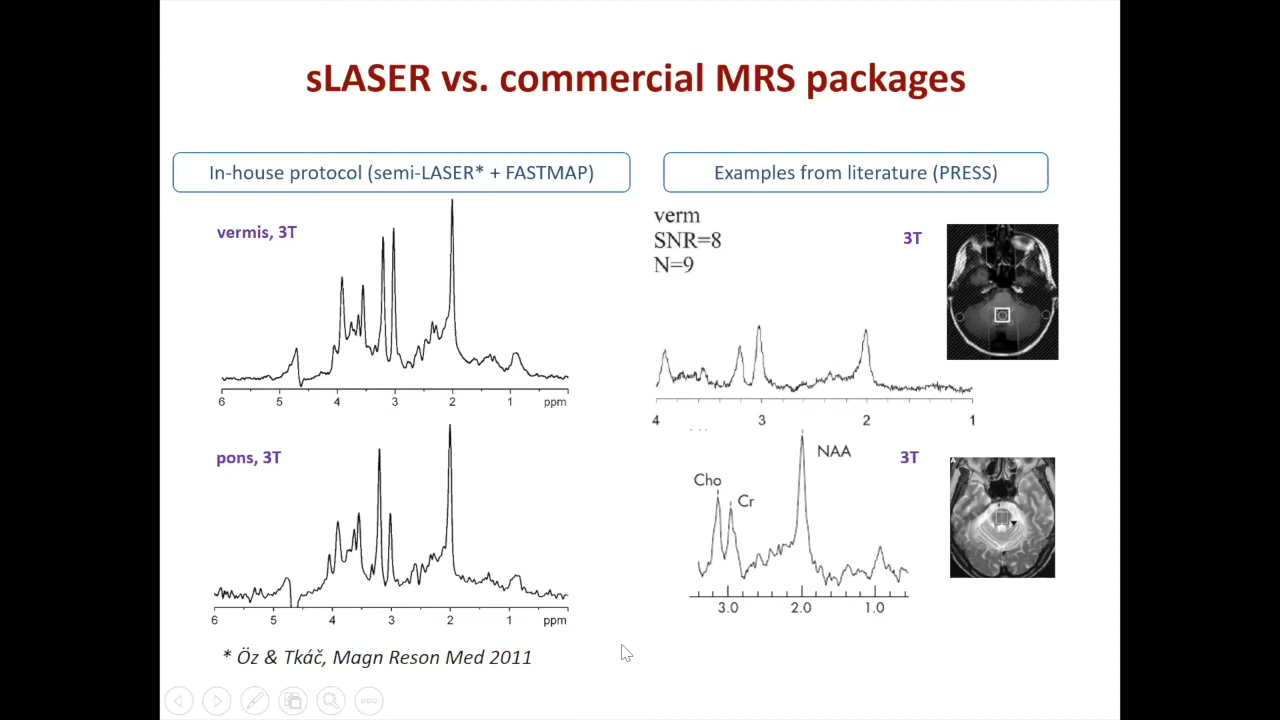 sLASER vs. commercial MRS packages
In-house protocol (semi-LASER* + FASTMAP)
Examples from literature (PRESS)
vermis, 3T
6 5 4 3 2 1 ppm
verm
SNR=8
N=9
3T
4 3 2 1
pons, 3T
6 5 4 3 2 1 ppm
Cho
Cr
NAA
3T
3.0 2.0 1.0
* Öz & Tkáč, Magn Reson Med 2011